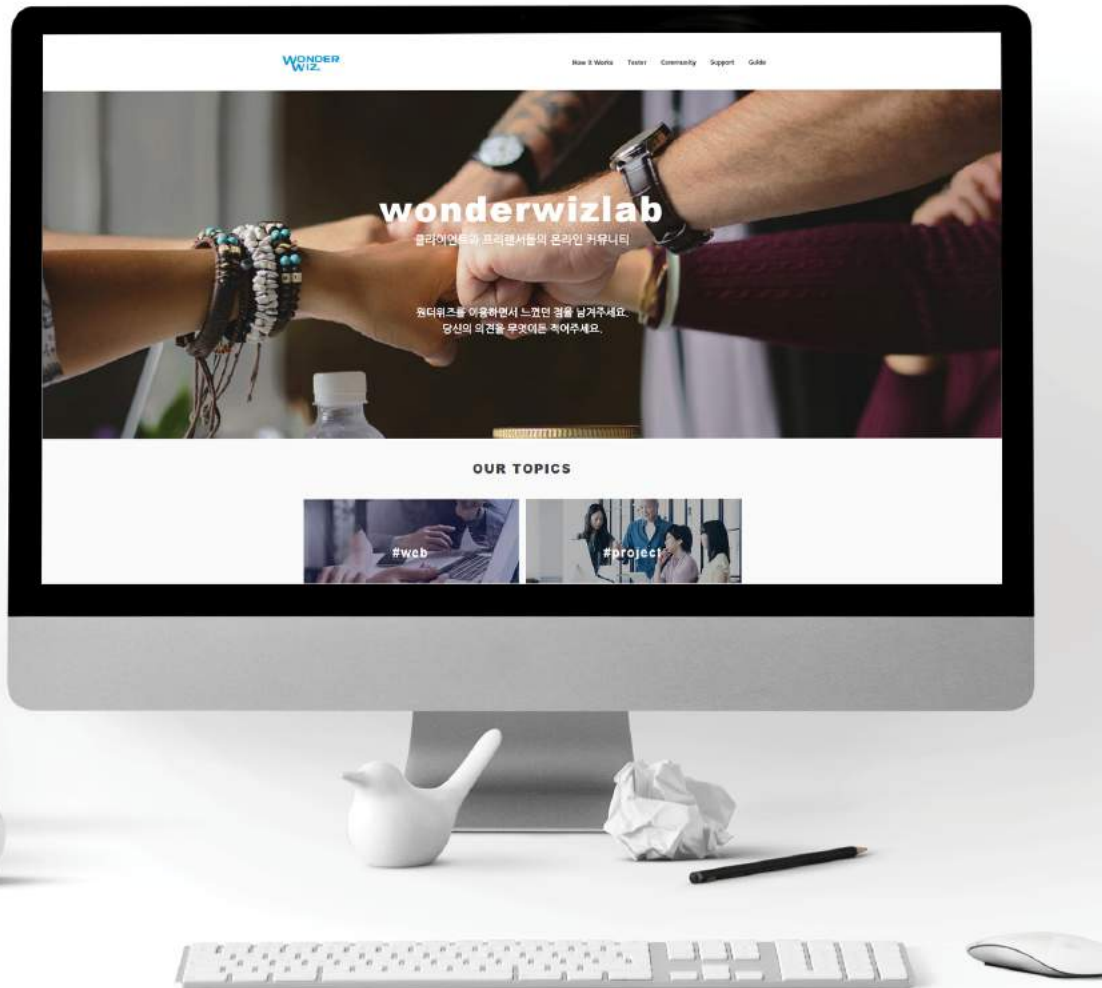 WONDER
WIZ.
How It Works Tester Community Support Guide
wonderwizlab
클라이언트과 프리랜서들의 온라인 커뮤니티
원더위즈를 이용하면서 느꼈던 점을 남겨주세요.
당신의 의견을 무엇이든 적어주세요.
OUR TOPICS
#web #project